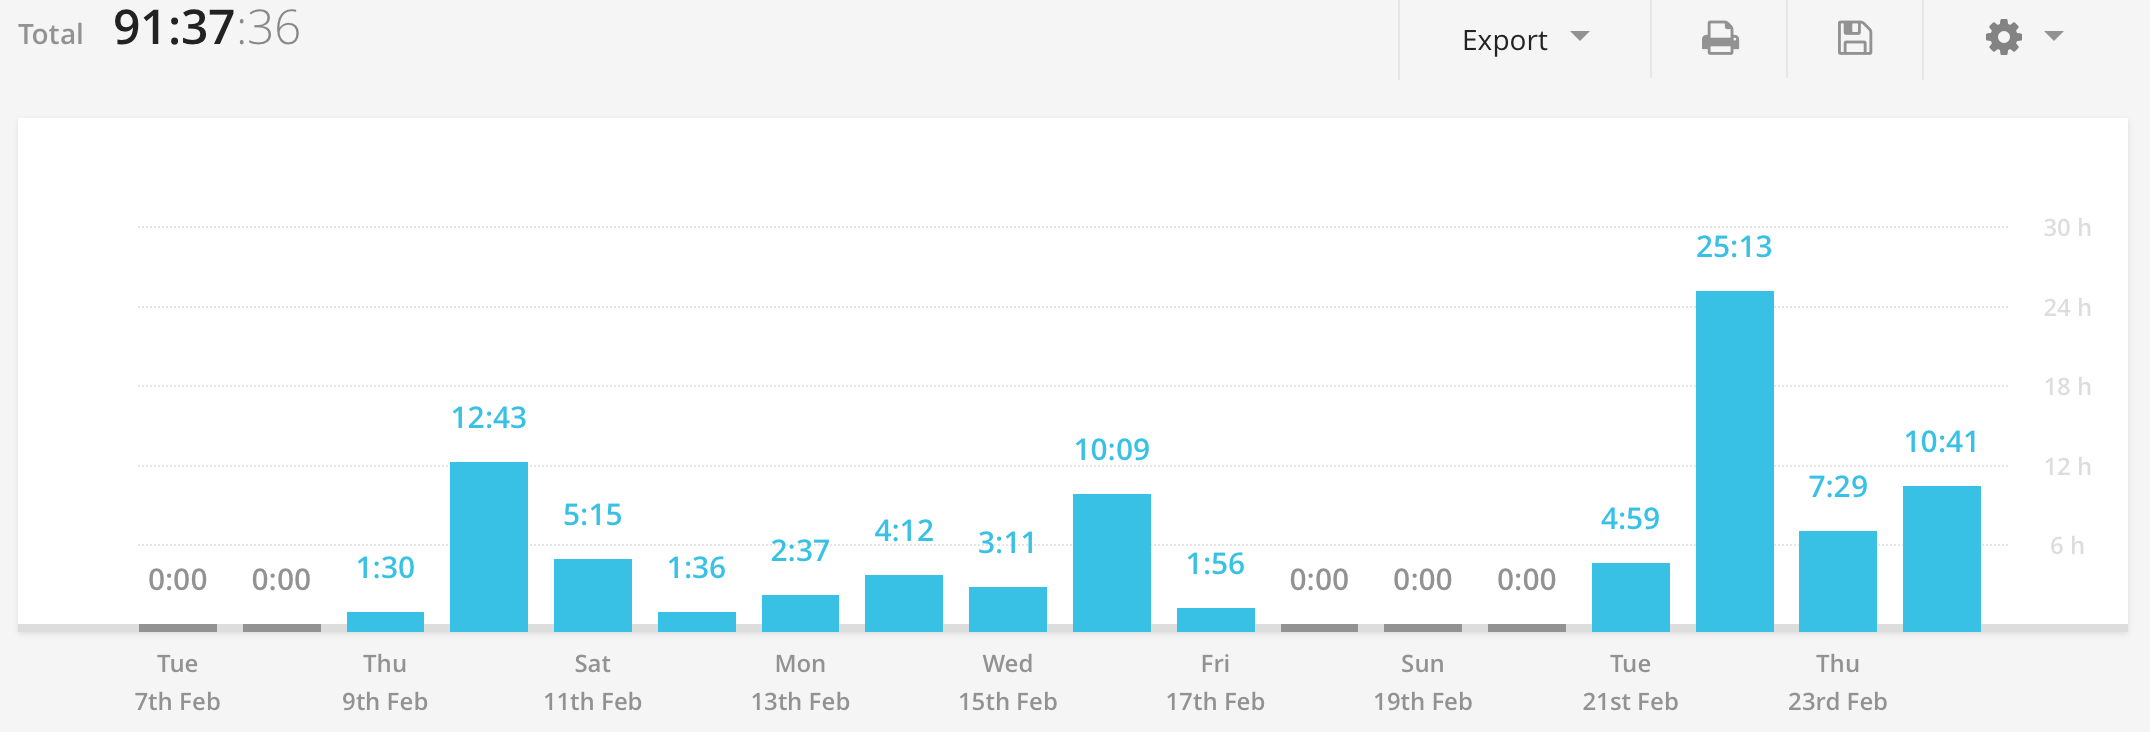 Total 91:37:36 Export
30 h
25:13
24 h
18 h
12:43
10:09 10:41
12 h
5:15 1:36 2:37 4:12 3:11 4:59 7:29
6 h
0:00 0:00 1:30 1:56 0:00 0:00 0:00
Tue Thu Sat Mon Wed Fri Sun Tue Thu
7th Feb 9th Feb 11th Feb 13th Feb 15th Feb 17th Feb 19th Feb 21st Feb 23rd Feb